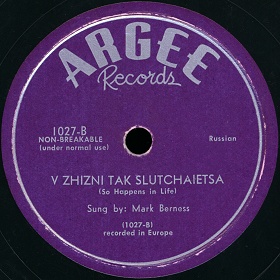 ARGEE
Records
1027-B
NON-BREAKABLE
(under normal use)
Russian
V ZHIZNI TAK SLUTCHAIETSA
(So Happens in Life)
Sung by: Mark Berness
(1027-B)
recorded in Europe